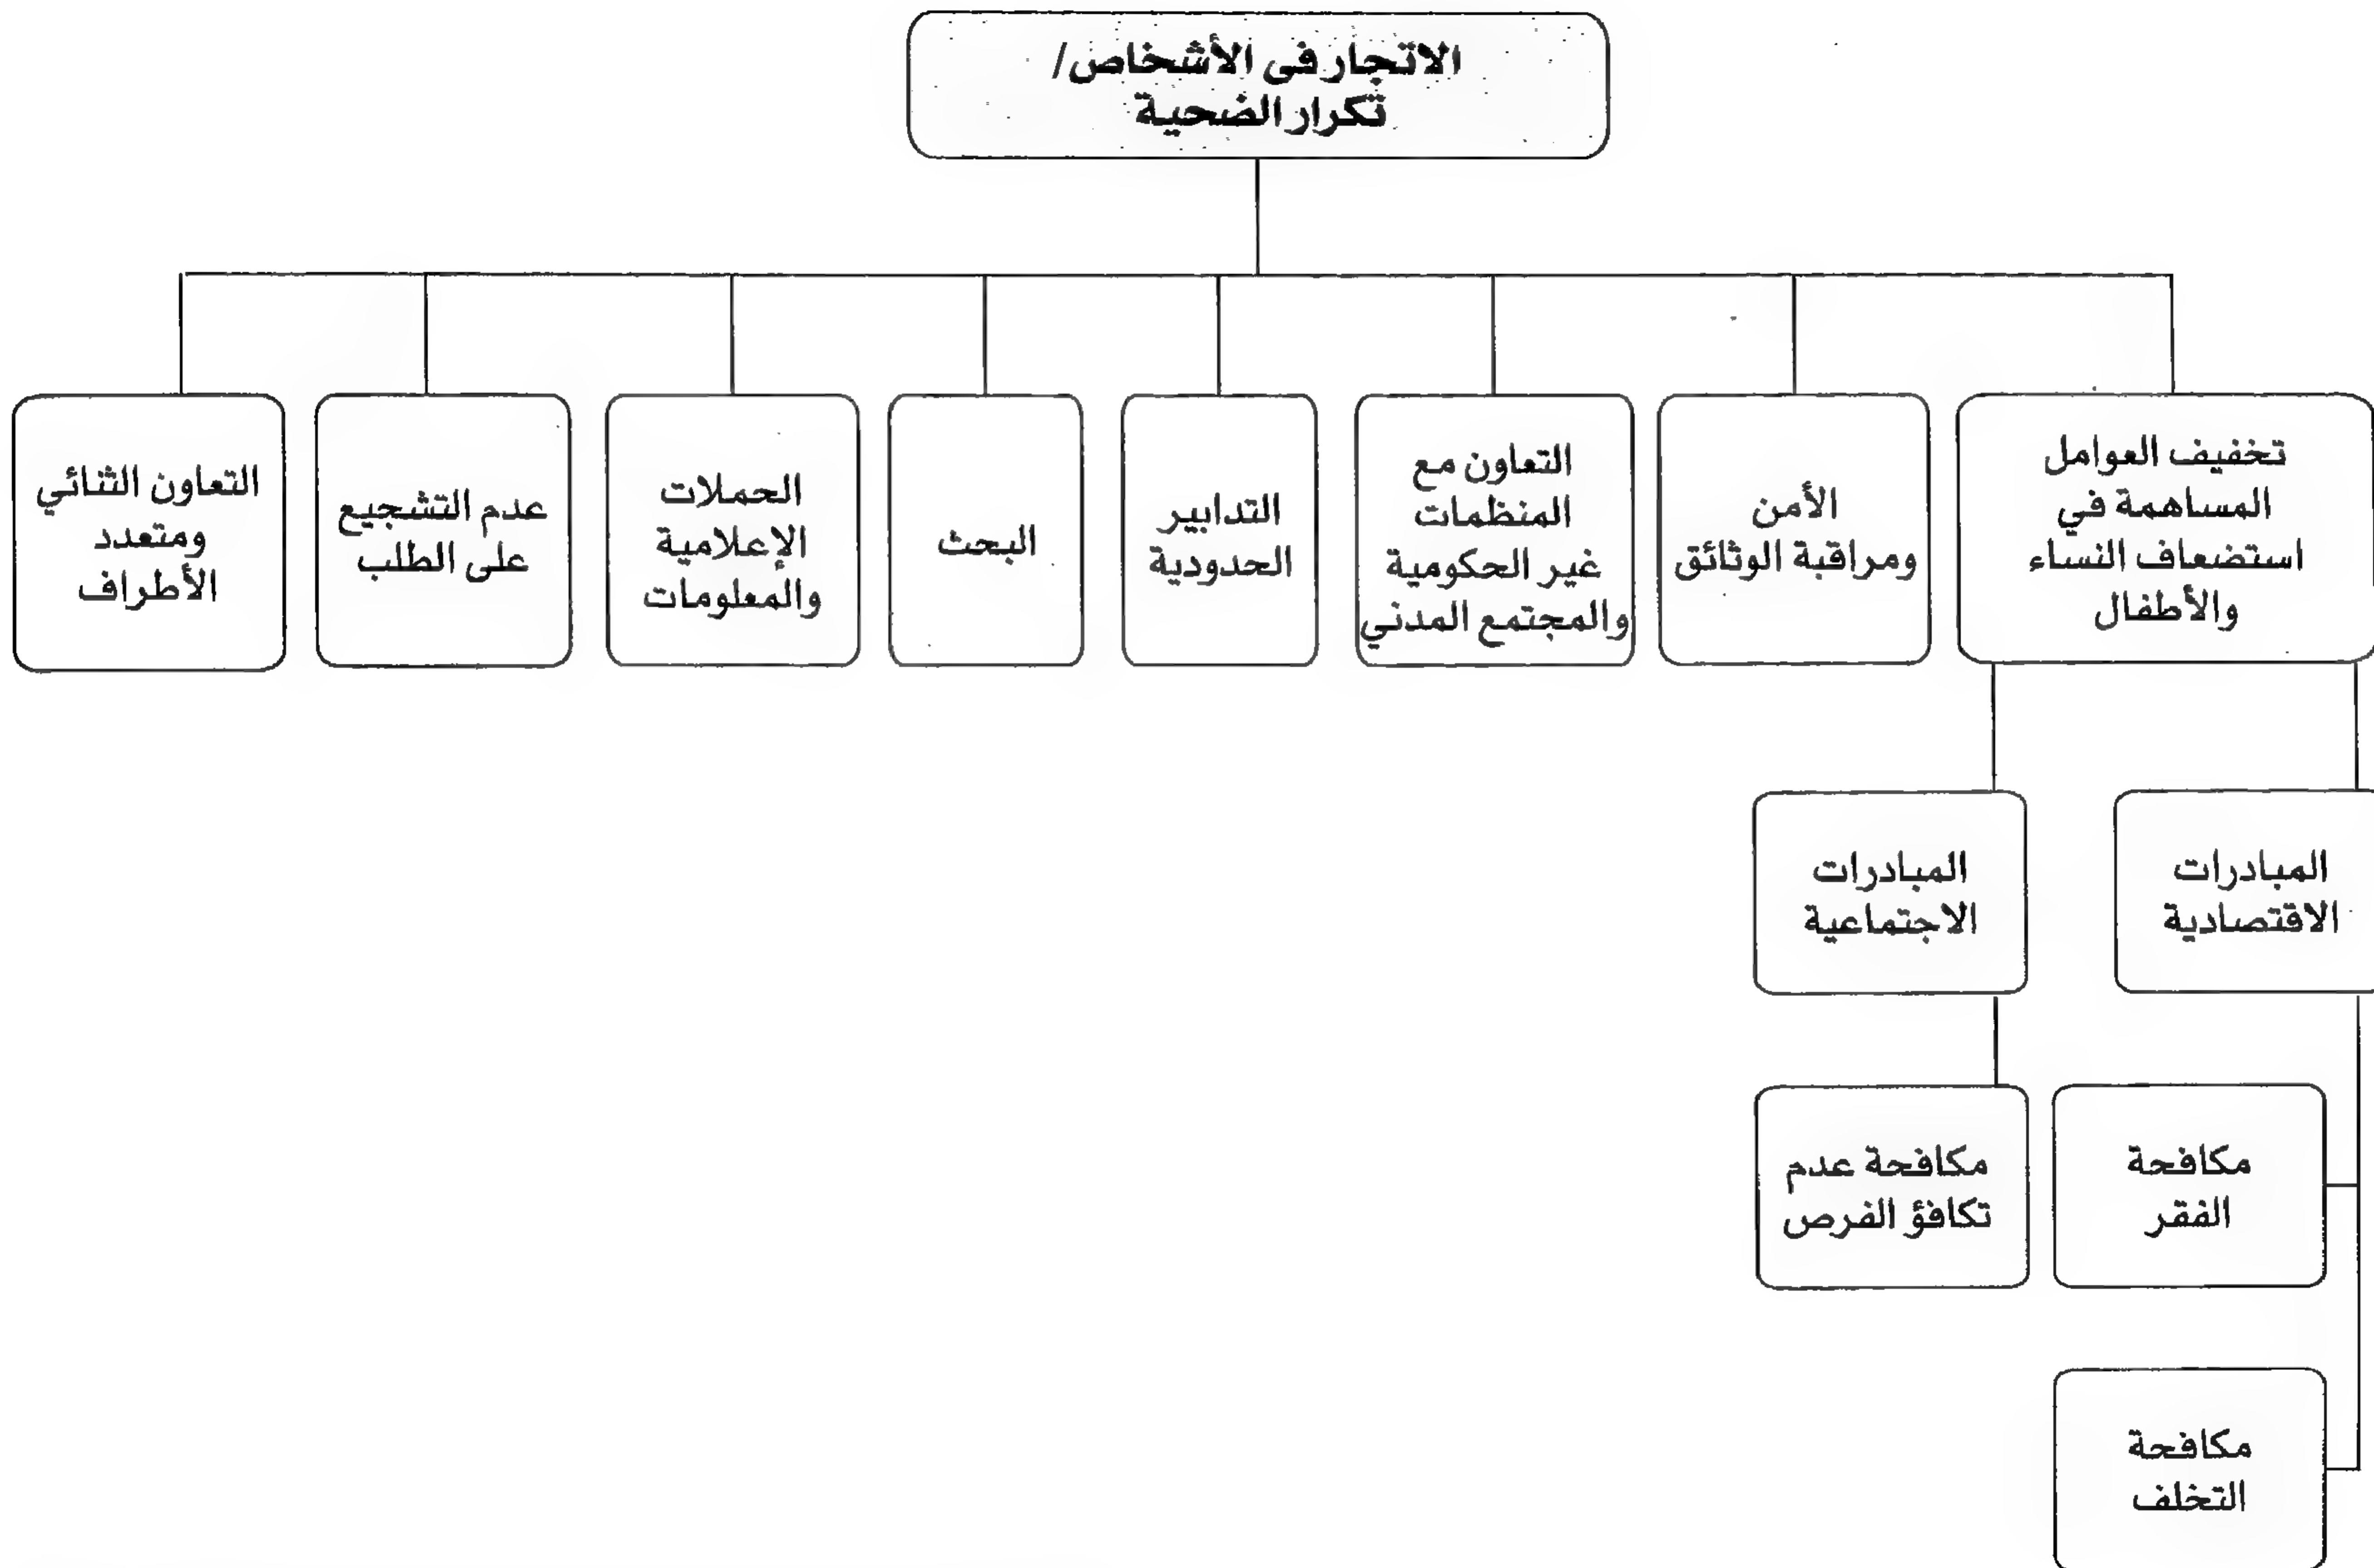 الاتجار فى الأشخاص/
تكرار الضحية
تخفيف العوامل
المساهمة في
استضعاف النساء
والأطفال
الأمن
ومراقبة الوثائق
التعاون مع
المنظمات
غير الحكومية
والمجتمع المدني
التدابير
الحدودية
البحث
الحملات
الإعلامية
والمعلومات
عدم التشجيع
على الطلب
التعاون الثنائي
ومتعدد
الأطراف
المبادرات
الاقتصادية
المبادرات
الاجتماعية
مكافحة
الفقر
مكافحة عدم
تكافؤ الفرص
مكافحة
التخلف